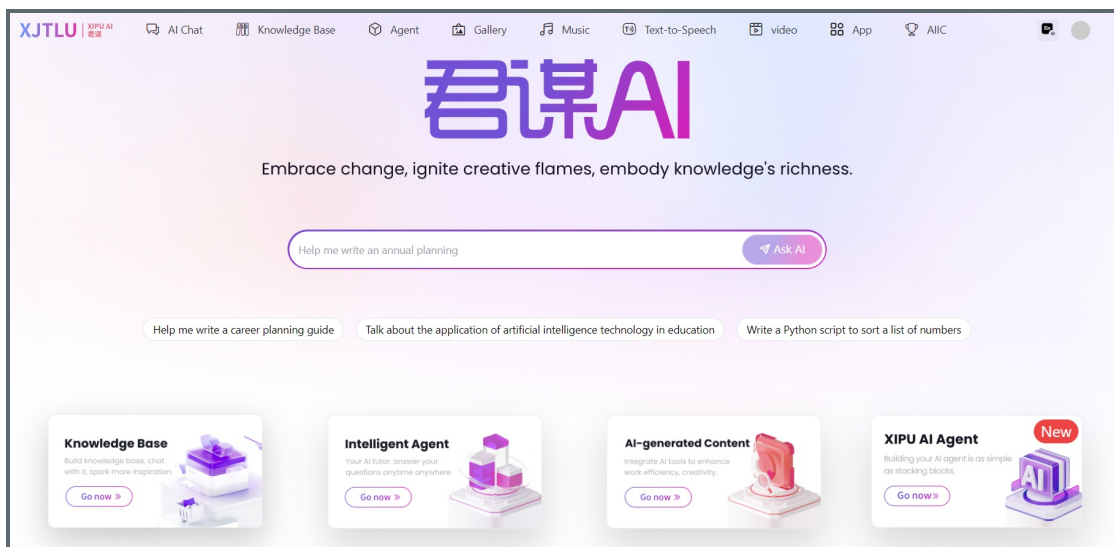 XJTLU
XIPU AI
君谋
AI Chat
Knowledge Base
Agent
Gallery
Music
Text-to-Speech
video
App
AIIC
En
君谋AI
Embrace change, ignite creative flames, embody knowledge's richness.
Help me write an annual planning
Ask AI
Help me write a career planning guide
Talk about the application of artificial intelligence technology in education
Write a Python script to sort a list of numbers
Knowledge Base
Build knowledge base, chat
with it, spark more inspiration.
Go now »
Intelligent Agent
Your AI tutor, answer your
questions anytime anywhere
Go now »
AI-generated Content
Integrate AI tools to enhance
work efficiency, creativity.
Go now »
New
XIPU AI Agent
Building your AI agent is as simple
as stacking blocks.
Go now»
AI